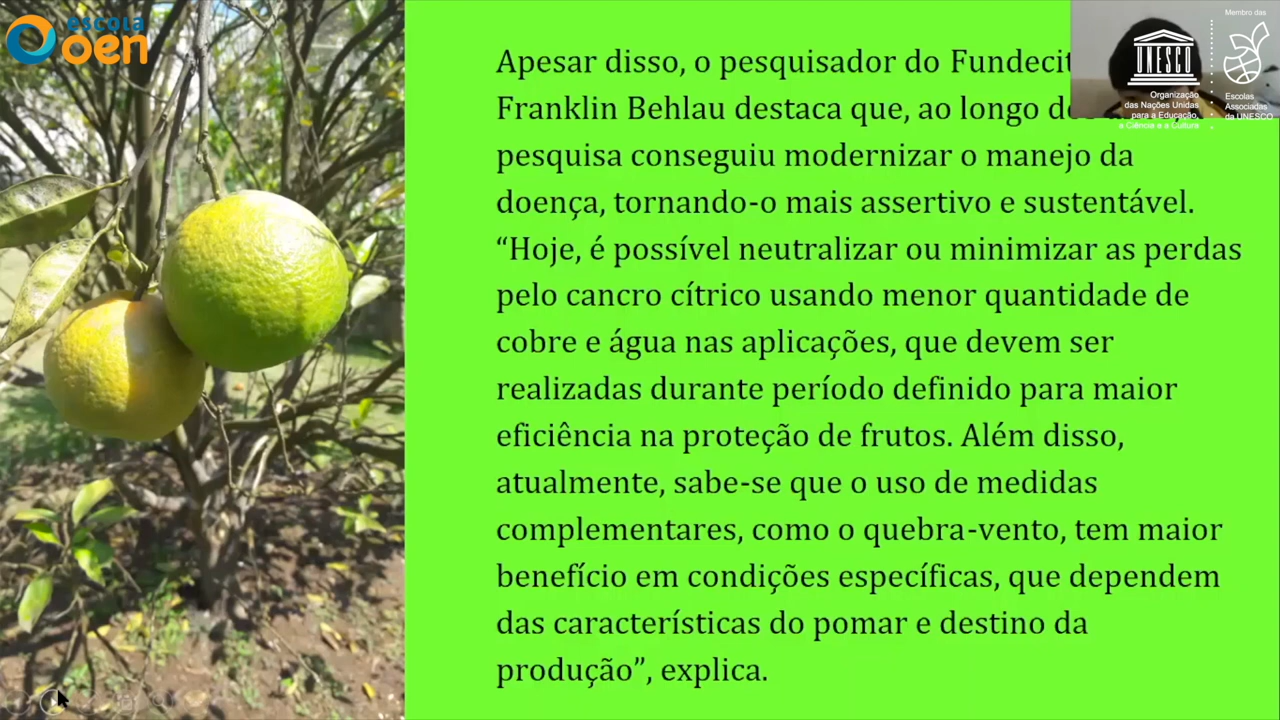 escola
oen
Apesar disso, o pesquisador do
Franklin Behlau destaca que, ao longo
pesquisa conseguiu modernizar o manejo da
doença, tornando-o mais assertivo e sustentável.
“Hoje, é possível neutralizar ou minimizar as perdas
pelo cancro cítrico usando menor quantidade de
cobre e água nas aplicações, que devem ser
realizadas durante período definido para maior
eficiência na proteção de frutos. Além disso,
atualmente, sabe-se que o uso de medidas
complementares, como o quebra-vento, tem maior
benefício em condições específicas, que dependem
das características do pomar e destino da
produção”, explica.
UNESCO
Organização
das Nações Unidas
para a Educação,
a Ciência e a Cultura
Membro das
Escolas
Associadas
da UNESCO